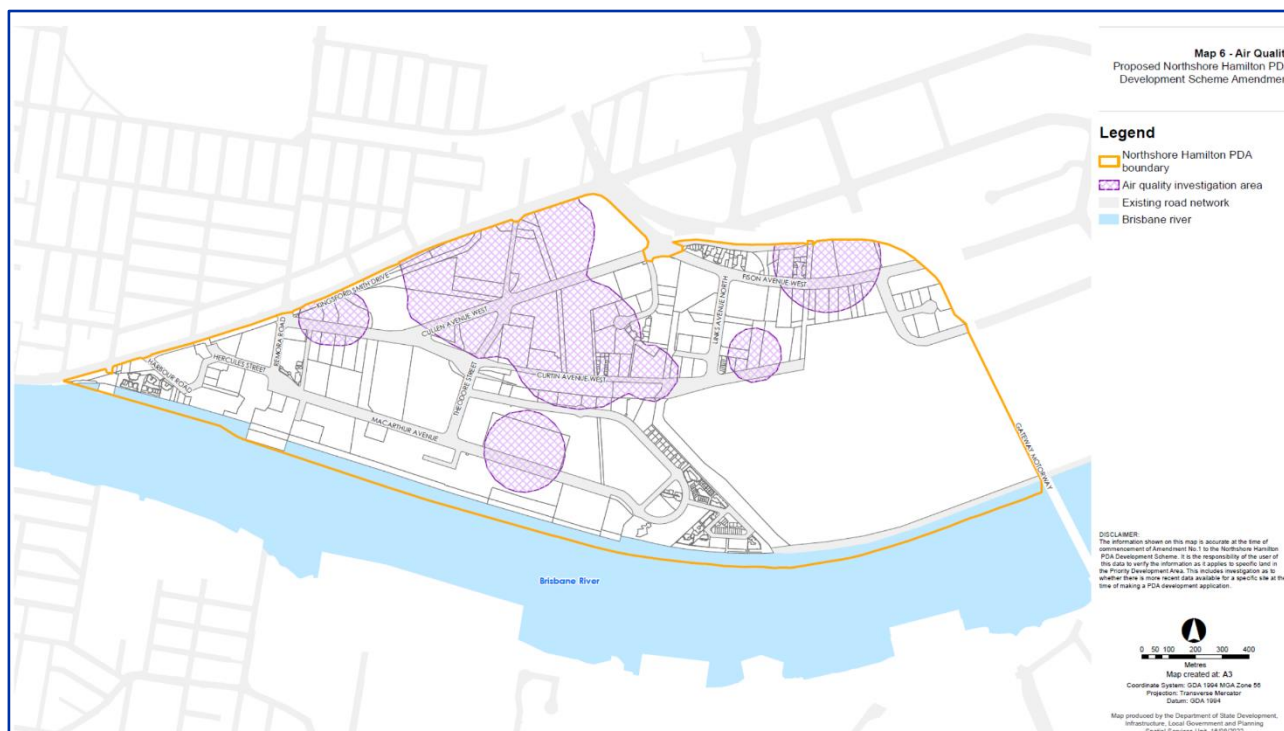 Map 6 - Air Qualit
Proposed Northshore Hamilton PD
Development Scheme Amendmer
Legend
Northshore Hamilton PDA
boundary
Air quality investigation area
Existing road network
Brisbane river
KINGSFORD SMITH DRIVE
FISON AVENUE WEST
LINKS AVENUE NORTH
CULLEN AVENUE WEST
REMORA ROAD
HERCULES STREET
HARBOUR ROAD
CURTIN AVENUE WEST
THEODORE STREET
MACARTHUR AVENUE
GATEWAY MOTORWAY
Brisbane River
DISCLAIMER:
The information shown on this map is accurate at the time of
commencement of Amendment No.1 to the Northshore Hamilton
PDA Development Scheme. It is the responsibility of the user of
this data to verify the information as it applies to specific land in
the Priority Development Area. This includes investigation as to
whether there is more recent data available for a specific site at the
time of making a PDA development application.
0 50 100 200 300 400
Metres
Map created at: A3
Coordinate System: GDA 1994 MGA Zone 56
Projection: Transverse Mercator
Datum: GDA 1994
Map produced by the Department of State Development,
Infrastructure, Local Government and Planning